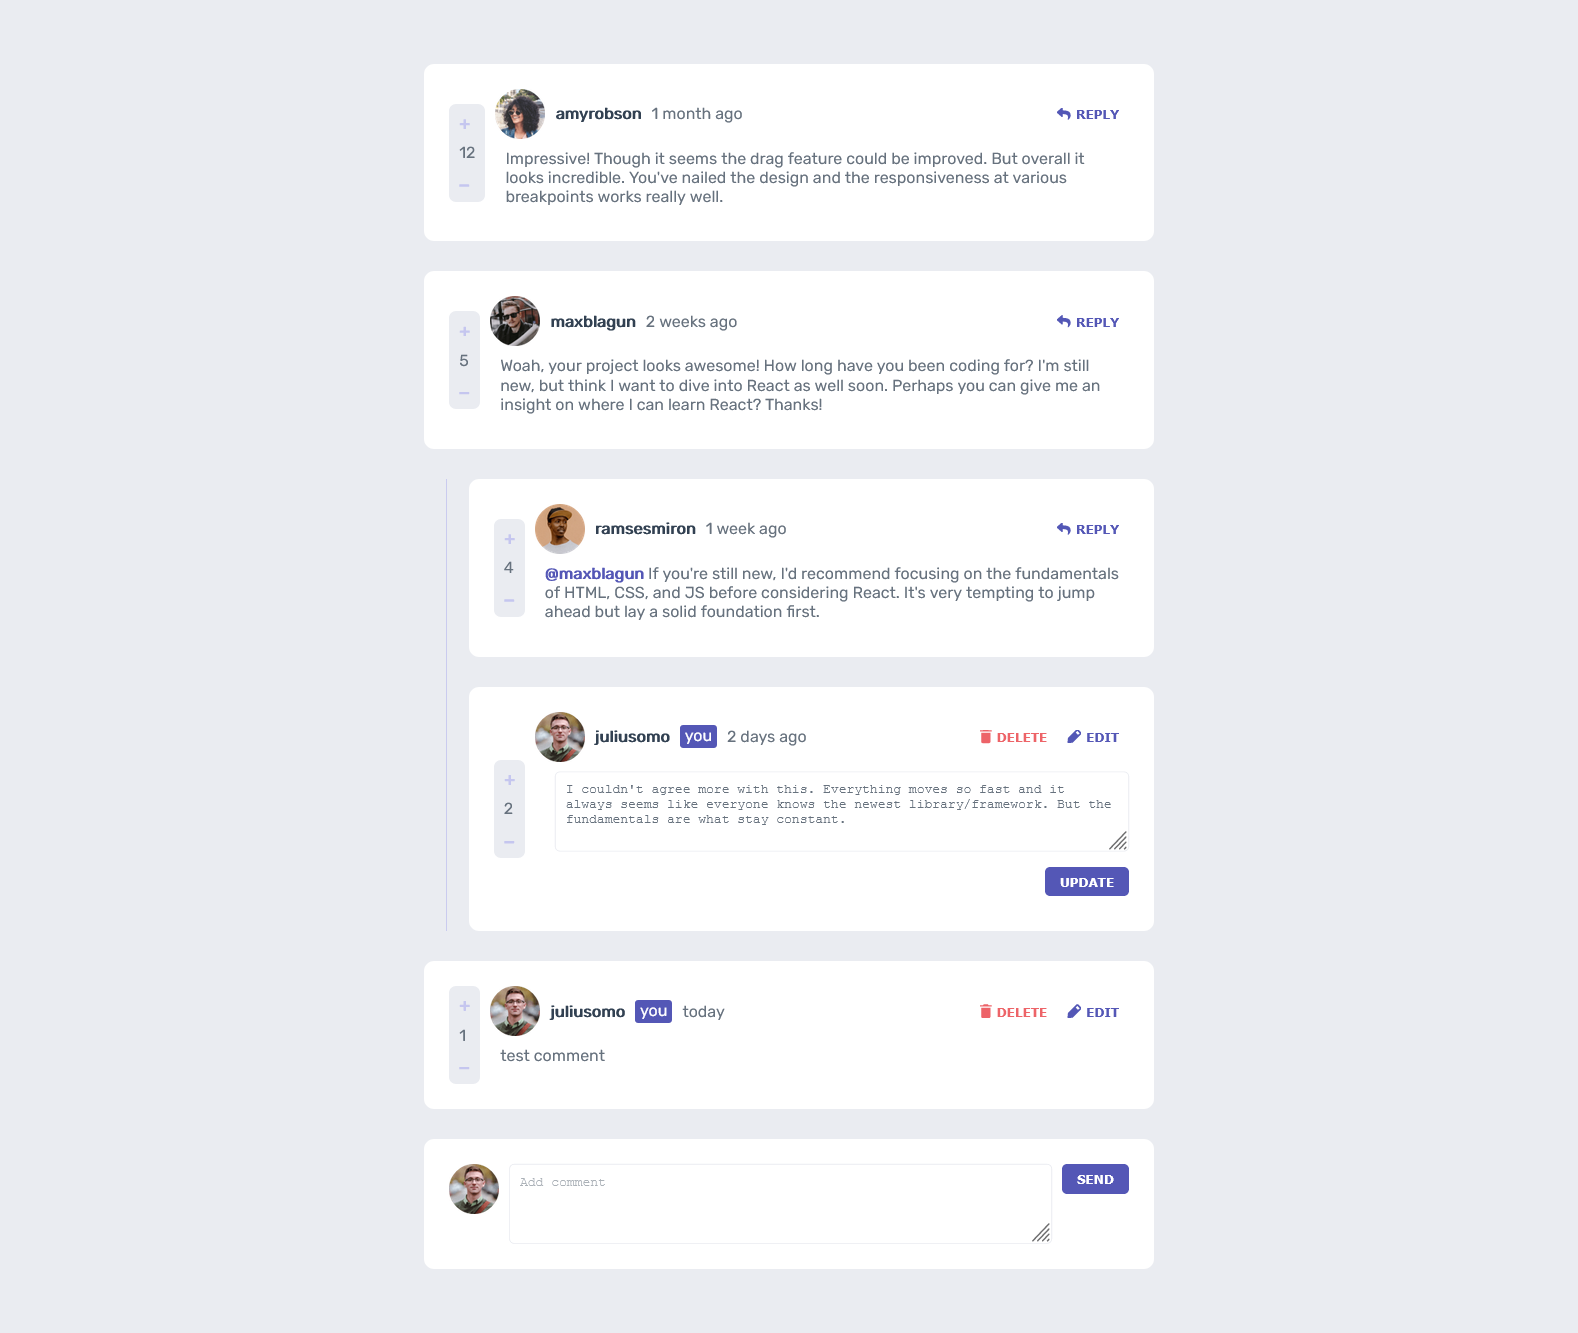 amyrobson 1 month ago REPLY
+
12
−
Impressive! Though it seems the drag feature could be improved. But overall it
looks incredible. You've nailed the design and the responsiveness at various
breakpoints works really well.
maxblagun 2 weeks ago REPLY
+
5
−
Woah, your project looks awesome! How long have you been coding for? I'm still
new, but think I want to dive into React as well soon. Perhaps you can give me an
insight on where I can learn React? Thanks!
ramsesmiron 1 week ago REPLY
+
4
−
@maxblagun If you're still new, I'd recommend focusing on the fundamentals
of HTML, CSS, and JS before considering React. It's very tempting to jump
ahead but lay a solid foundation first.
juliusomo you 2 days ago DELETE EDIT
+
2
−
I couldn't agree more with this. Everything moves so fast and it
always seems like everyone knows the newest library/framework. But the
fundamentals are what stay constant.
UPDATE
juliusomo you today DELETE EDIT
+
1
−
test comment
Add comment
SEND